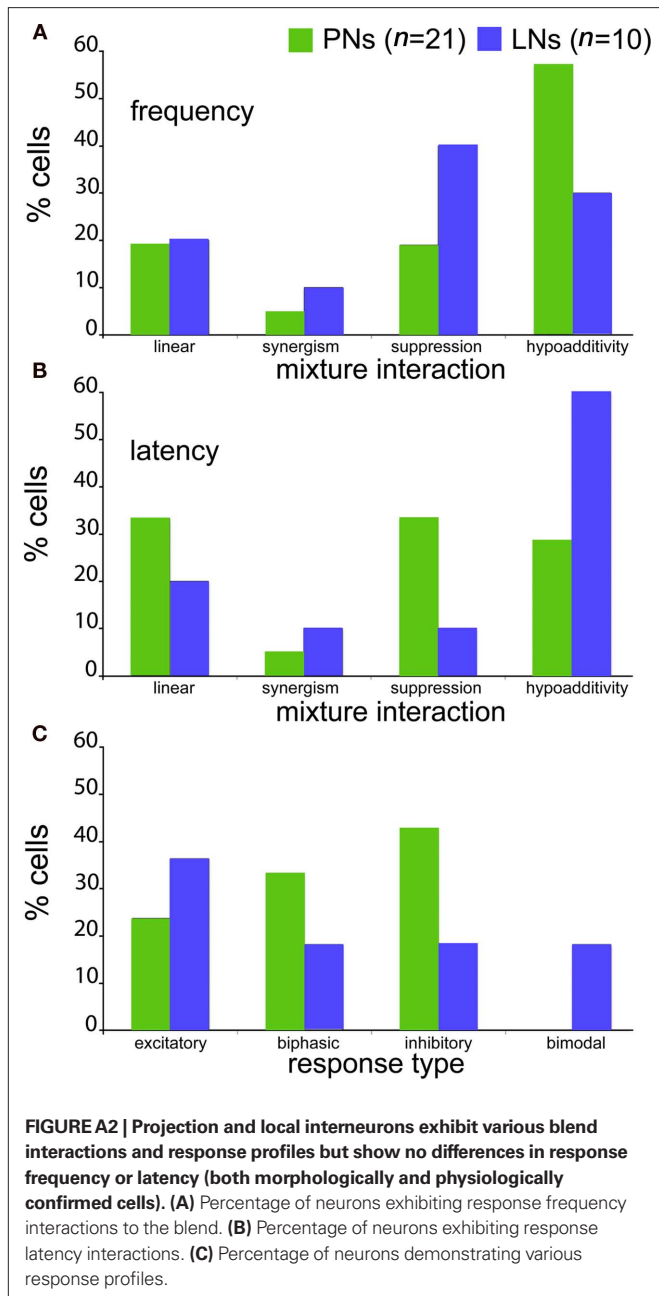 A
PNs (n=21) LNs (n=10)
60
50
40
30
20
10
0
% cells
frequency
linear synergism suppression hypoadditivity
mixture interaction
B
60
50
40
30
20
10
0
% cells
latency
linear synergism suppression hypoadditivity
mixture interaction
C
60
50
40
30
20
10
0
% cells
excitatory biphasic inhibitory bimodal
response type
FIGURE A2 | Projection and local interneurons exhibit various blend
interactions and response profiles but show no differences in response
frequency or latency (both morphologically and physiologically
confirmed cells). (A) Percentage of neurons exhibiting response frequency
interactions to the blend. (B) Percentage of neurons exhibiting response
latency interactions. (C) Percentage of neurons demonstrating various
response profiles.